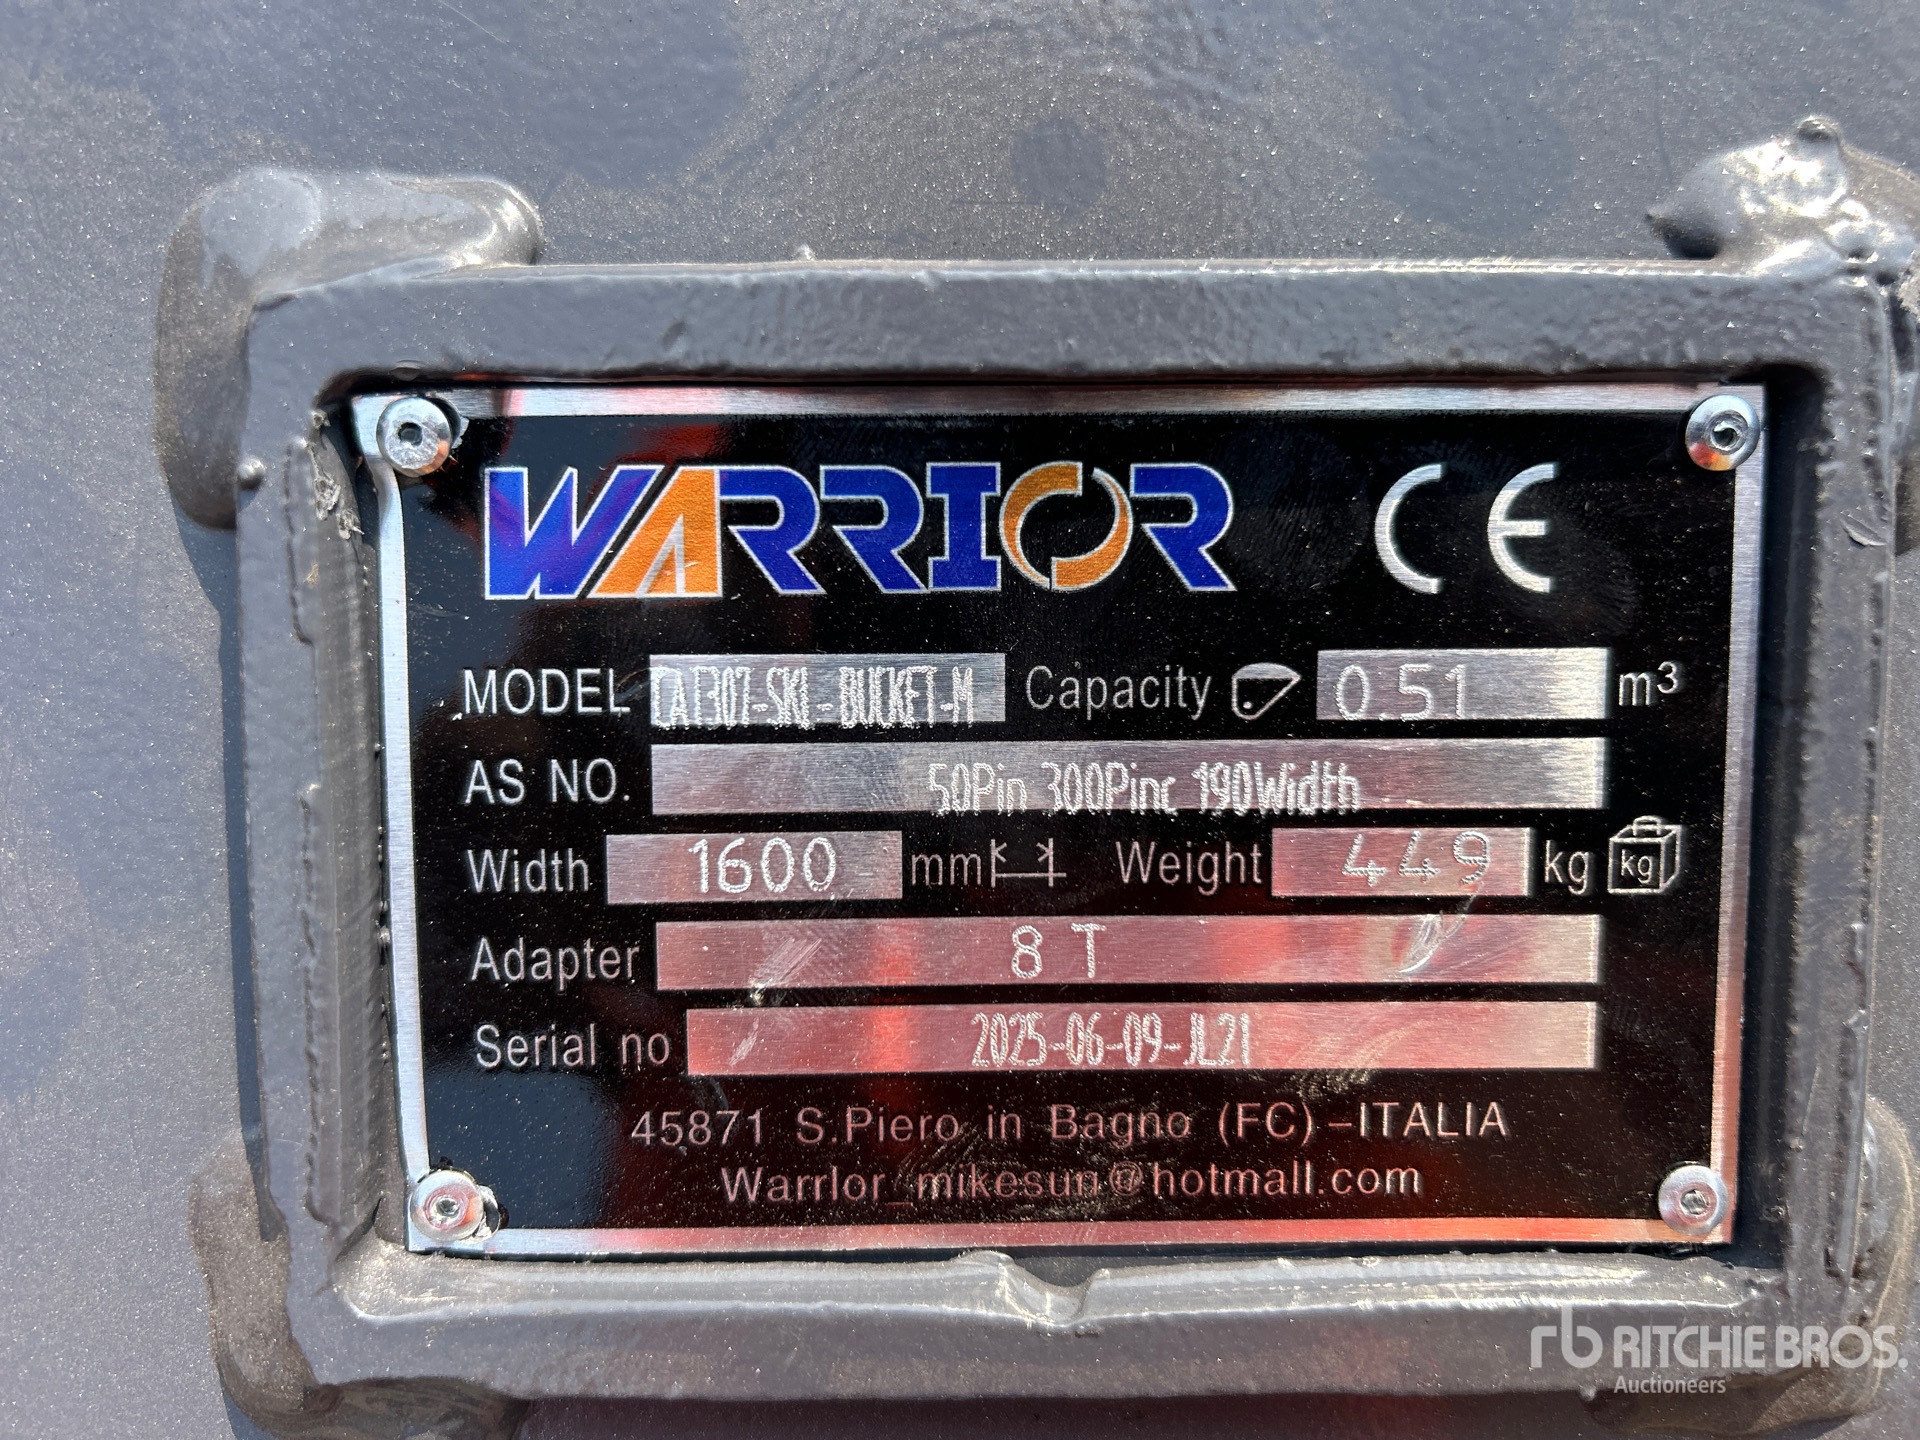 WARRIOR CE
MODEL CAT307-SKL-BUCKET-M Capacity 0.51 m³
AS NO. 50Pin 300Pinc 190Width
Width 1600 mm Weight 449 kg kg
Adapter 8 T
Serial no 2025-06-09-JL21
45871 S.Piero in Bagno (FC)-ITALIA
Warrlor_mikesun@hotmall.com
rb RITCHIE BROS.
Auctioneers